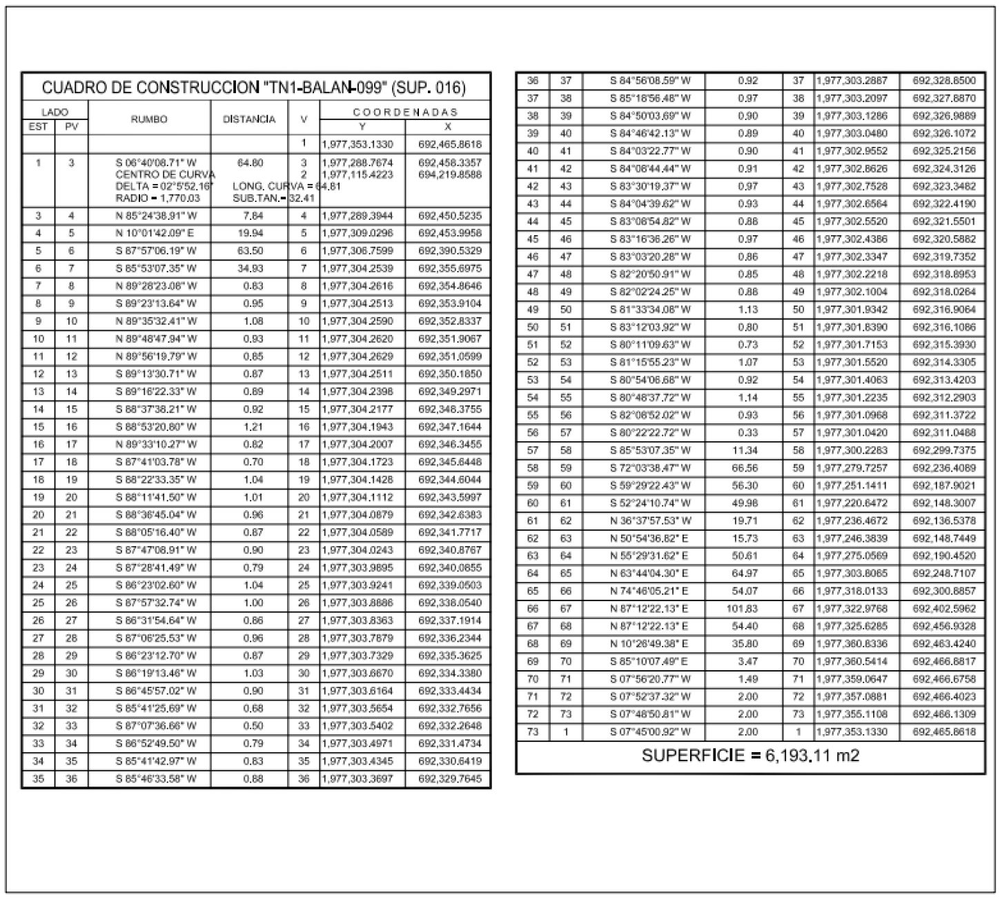 CUADRO DE CONSTRUCCION "TN1-BALAN-099" (SUP. 016)
LADO RUMBO DISTANCIA V COORDENADAS
EST PV Y X
1 1,977,353.1330 692,465.8618
1 3 S 06°40'08.71" W 64.80 3 1,977,288.7674 692,458.3357
CENTRO DE CURVA 2 1,977,115.4223 694,219.8588
DELTA = 02°5'52.16" LONG. CURVA = 64.81
RADIO = 1,770.03 SUB.TAN.= 32.41
3 4 N 85°24'38.91" W 7.84 4 1,977,289.3944 692,450.5235
4 5 N 10°01'42.09" E 19.94 5 1,977,309.0296 692,453.9958
5 6 S 87°57'06.19" W 63.50 6 1,977,306.7599 692,390.5329
6 7 S 85°53'07.35" W 34.93 7 1,977,304.2539 692,355.6975
7 8 N 89°28'23.08" W 0.83 8 1,977,304.2616 692,354.8646
8 9 S 89°23'13.64" W 0.95 9 1,977,304.2513 692,353.9104
9 10 N 89°35'32.41" W 1.08 10 1,977,304.2590 692,352.8337
10 11 N 89°48'47.94" W 0.93 11 1,977,304.2620 692,351.9067
11 12 N 89°56'19.79" W 0.85 12 1,977,304.2629 692,351.0599
12 13 S 89°13'30.71" W 0.87 13 1,977,304.2511 692,350.1850
13 14 S 89°16'22.33" W 0.89 14 1,977,304.2398 692,349.2971
14 15 S 88°37'38.21" W 0.92 15 1,977,304.2177 692,348.3755
15 16 S 88°53'20.80" W 1.21 16 1,977,304.1943 692,347.1644
16 17 N 89°33'10.27" W 0.82 17 1,977,304.2007 692,346.3455
17 18 S 87°41'03.78" W 0.70 18 1,977,304.1723 692,345.6448
18 19 S 88°22'33.35" W 1.04 19 1,977,304.1428 692,344.6044
19 20 S 88°11'41.50" W 1.01 20 1,977,304.1112 692,343.5997
20 21 S 88°36'45.04" W 0.96 21 1,977,304.0879 692,342.6383
21 22 S 88°05'16.40" W 0.87 22 1,977,304.0589 692,341.7717
22 23 S 87°47'08.91" W 0.90 23 1,977,304.0243 692,340.8767
23 24 S 87°28'41.49" W 0.79 24 1,977,303.9895 692,340.0855
24 25 S 86°23'02.60" W 1.04 25 1,977,303.9241 692,339.0503
25 26 S 87°57'32.74" W 1.00 26 1,977,303.8886 692,338.0540
26 27 S 86°31'54.64" W 0.86 27 1,977,303.8363 692,337.1914
27 28 S 87°06'25.53" W 0.96 28 1,977,303.7879 692,336.2344
28 29 S 86°23'12.70" W 0.87 29 1,977,303.7329 692,335.3625
29 30 S 86°19'13.46" W 1.03 30 1,977,303.6670 692,334.3380
30 31 S 86°45'57.02" W 0.90 31 1,977,303.6164 692,333.4434
31 32 S 85°41'25.69" W 0.68 32 1,977,303.5654 692,332.7656
32 33 S 87°07'36.66" W 0.50 33 1,977,303.5402 692,332.2648
33 34 S 86°52'49.50" W 0.79 34 1,977,303.4971 692,331.4734
34 35 S 85°41'42.97" W 0.83 35 1,977,303.4345 692,330.6419
35 36 S 85°46'33.58" W 0.88 36 1,977,303.3697 692,329.7645
36 37 S 84°56'08.59" W 0.92 37 1,977,303.2887 692,328.8500
37 38 S 85°18'56.48" W 0.97 38 1,977,303.2097 692,327.8870
38 39 S 84°50'03.69" W 0.90 39 1,977,303.1286 692,326.9889
39 40 S 84°46'42.13" W 0.89 40 1,977,303.0480 692,326.1072
40 41 S 84°03'22.77" W 0.90 41 1,977,302.9552 692,325.2156
41 42 S 84°08'44.44" W 0.91 42 1,977,302.8626 692,324.3126
42 43 S 83°30'19.37" W 0.97 43 1,977,302.7528 692,323.3482
43 44 S 84°04'39.62" W 0.93 44 1,977,302.6564 692,322.4190
44 45 S 83°08'54.82" W 0.88 45 1,977,302.5520 692,321.5501
45 46 S 83°16'36.26" W 0.97 46 1,977,302.4386 692,320.5882
46 47 S 83°03'20.28" W 0.86 47 1,977,302.3347 692,319.7352
47 48 S 82°20'50.91" W 0.85 48 1,977,302.2218 692,318.8953
48 49 S 82°02'24.25" W 0.88 49 1,977,302.1004 692,318.0264
49 50 S 81°33'34.08" W 1.13 50 1,977,301.9342 692,316.9064
50 51 S 83°12'03.92" W 0.80 51 1,977,301.8390 692,316.1086
51 52 S 80°11'09.63" W 0.73 52 1,977,301.7153 692,315.3930
52 53 S 81°15'55.23" W 1.07 53 1,977,301.5520 692,314.3305
53 54 S 80°54'06.68" W 0.92 54 1,977,301.4063 692,313.4203
54 55 S 80°48'37.72" W 1.14 55 1,977,301.2235 692,312.2903
55 56 S 82°08'52.02" W 0.93 56 1,977,301.0968 692,311.3722
56 57 S 80°22'22.72" W 0.33 57 1,977,301.0420 692,311.0488
57 58 S 85°53'07.35" W 11.34 58 1,977,300.2283 692,299.7375
58 59 S 72°03'38.47" W 66.56 59 1,977,279.7257 692,236.4089
59 60 S 59°29'22.43" W 56.30 60 1,977,251.1411 692,187.9021
60 61 S 52°24'10.74" W 49.98 61 1,977,220.6472 692,148.3007
61 62 N 36°37'57.53" W 19.71 62 1,977,236.4672 692,136.5378
62 63 N 50°54'36.82" E 15.73 63 1,977,246.3839 692,148.7449
63 64 N 55°29'31.62" E 50.61 64 1,977,275.0569 692,190.4520
64 65 N 63°44'04.30" E 64.97 65 1,977,303.8065 692,248.7107
65 66 N 74°46'05.21" E 54.07 66 1,977,318.0133 692,300.8857
66 67 N 87°12'22.13" E 101.83 67 1,977,322.9768 692,402.5962
67 68 N 87°12'22.13" E 54.40 68 1,977,325.6285 692,456.9328
68 69 N 10°26'49.38" E 35.80 69 1,977,360.8336 692,463.4240
69 70 S 85°10'07.49" E 3.47 70 1,977,360.5414 692,466.8817
70 71 S 07°56'20.77" W 1.49 71 1,977,359.0647 692,466.6758
71 72 S 07°52'37.32" W 2.00 72 1,977,357.0881 692,466.4023
72 73 S 07°48'50.81" W 2.00 73 1,977,355.1108 692,466.1309
73 1 S 07°45'00.92" W 2.00 1 1,977,353.1330 692,465.8618
SUPERFICIE = 6,193.11 m2